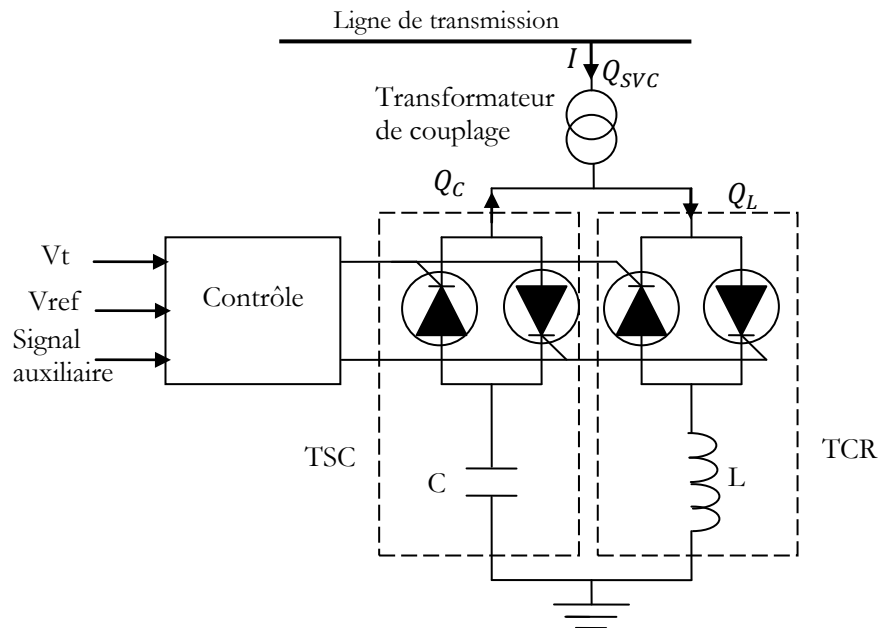 Ligne de transmission
I
Q_SVC
Transformateur
de couplage
Q_C
Q_L
Vt
Vref
Signal
auxiliaire
Contrôle
TSC
C
L
TCR